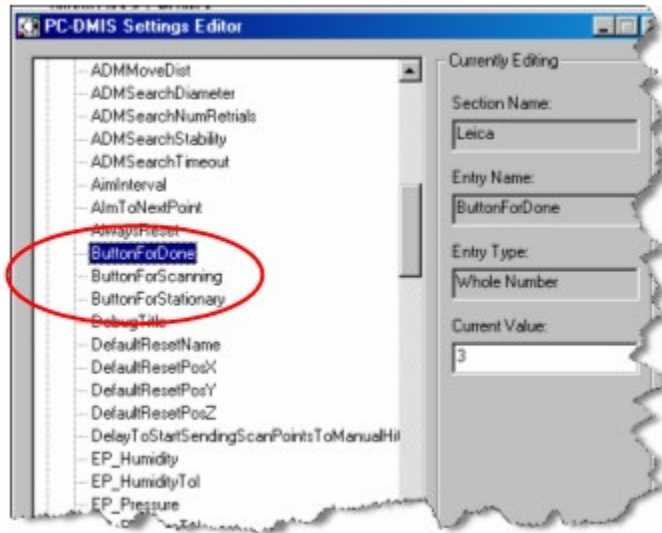 PC-DMIS Settings Editor
ADMMoveDist
ADMSearchDiameter
ADMSearchNumRetrials
ADMSearchStability
ADMSearchTimeout
AimInterval
AimToNextPoint
AlwaysReset
ButtonForDone
ButtonForScanning
ButtonForStationary
DebugTitle
DefaultResetName
DefaultResetPosX
DefaultResetPosY
DefaultResetPosZ
DelayToStartSendingScanPointsToManualHi
EP_Humidity
EP_HumidityTol
EP_Pressure
Currently Editing
Section Name:
Leica
Entry Name:
ButtonForDone
Entry Type:
Whole Number
Current Value:
3